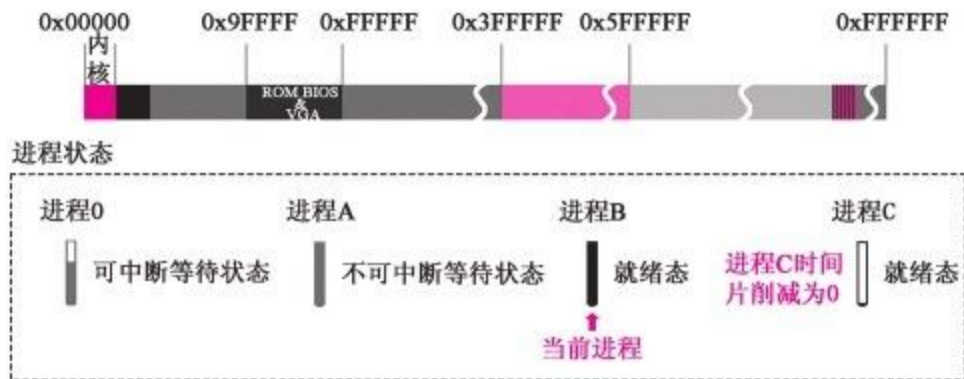 0x00000 0x9FFFF 0xFFFFF 0x3FFFFF 0x5FFFFF 0xFFFFFF
内
核
ROM BIOS
&
VGA
进程状态
进程0 进程A 进程B 进程C
可中断等待状态 不可中断等待状态 就绪态 进程C时间
片削减为0 就绪态
当前进程